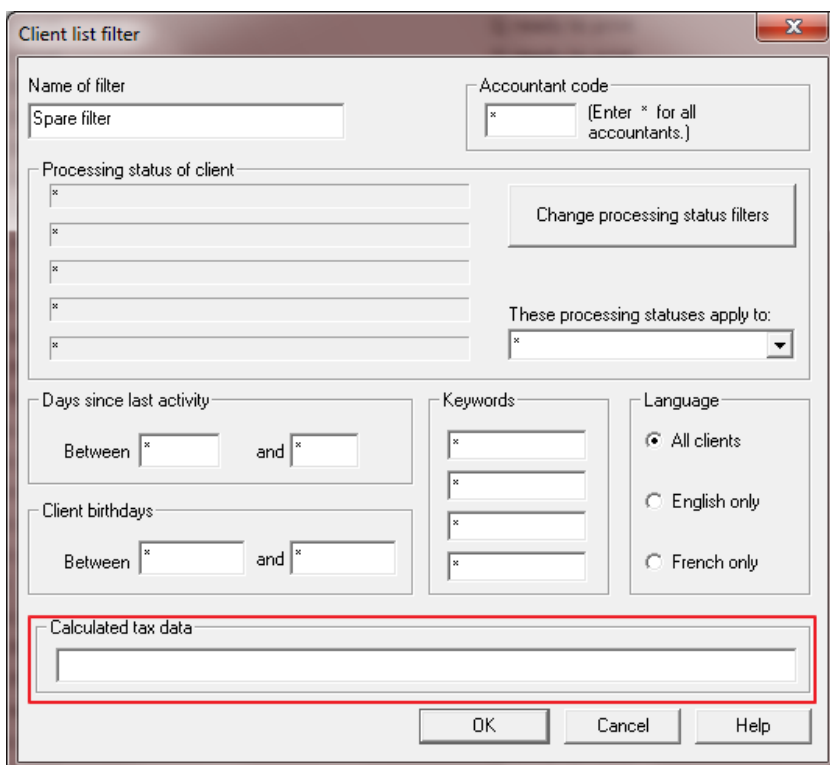 Client list filter
Name of filter
Spare filter
Accountant code
*
(Enter * for all
accountants.)
Processing status of client
*
*
*
*
*
Change processing status filters
These processing statuses apply to:
*
Days since last activity
Between * and *
Client birthdays
Between * and *
Keywords
*
*
*
*
Language
All clients
English only
French only
Calculated tax data
OK Cancel Help